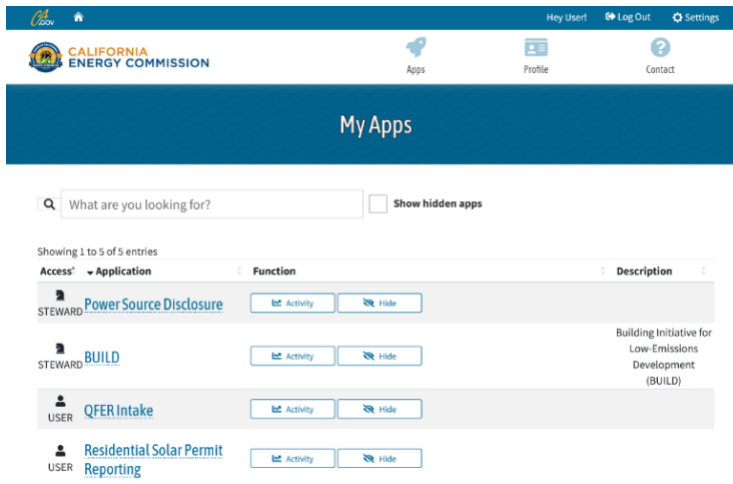 CA.GOV Hey User! Log Out Settings
CALIFORNIA
ENERGY COMMISSION
Apps Profile Contact
My Apps
What are you looking for? Show hidden apps
Showing 1 to 5 of 5 entries
Access* Application Function Description
STEWARD Power Source Disclosure Activity Hide
STEWARD BUILD Activity Hide Building Initiative for
Low-Emissions
Development
(BUILD)
USER QFER Intake Activity Hide
USER Residential Solar Permit
Reporting Activity Hide